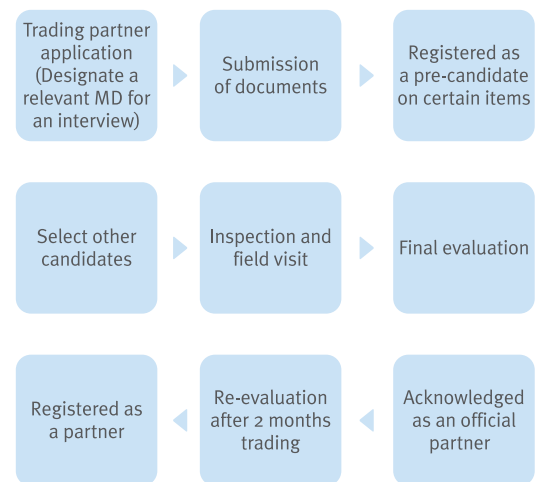 Trading partner
application
(Designate a
relevant MD for
an interview)
Submission
of documents
Registered as
a pre-candidate
on certain items
Select other
candidates
Inspection and
field visit
Final evaluation
Registered as
a partner
Re-evaluation
after 2 months
trading
Acknowledged
as an official
partner